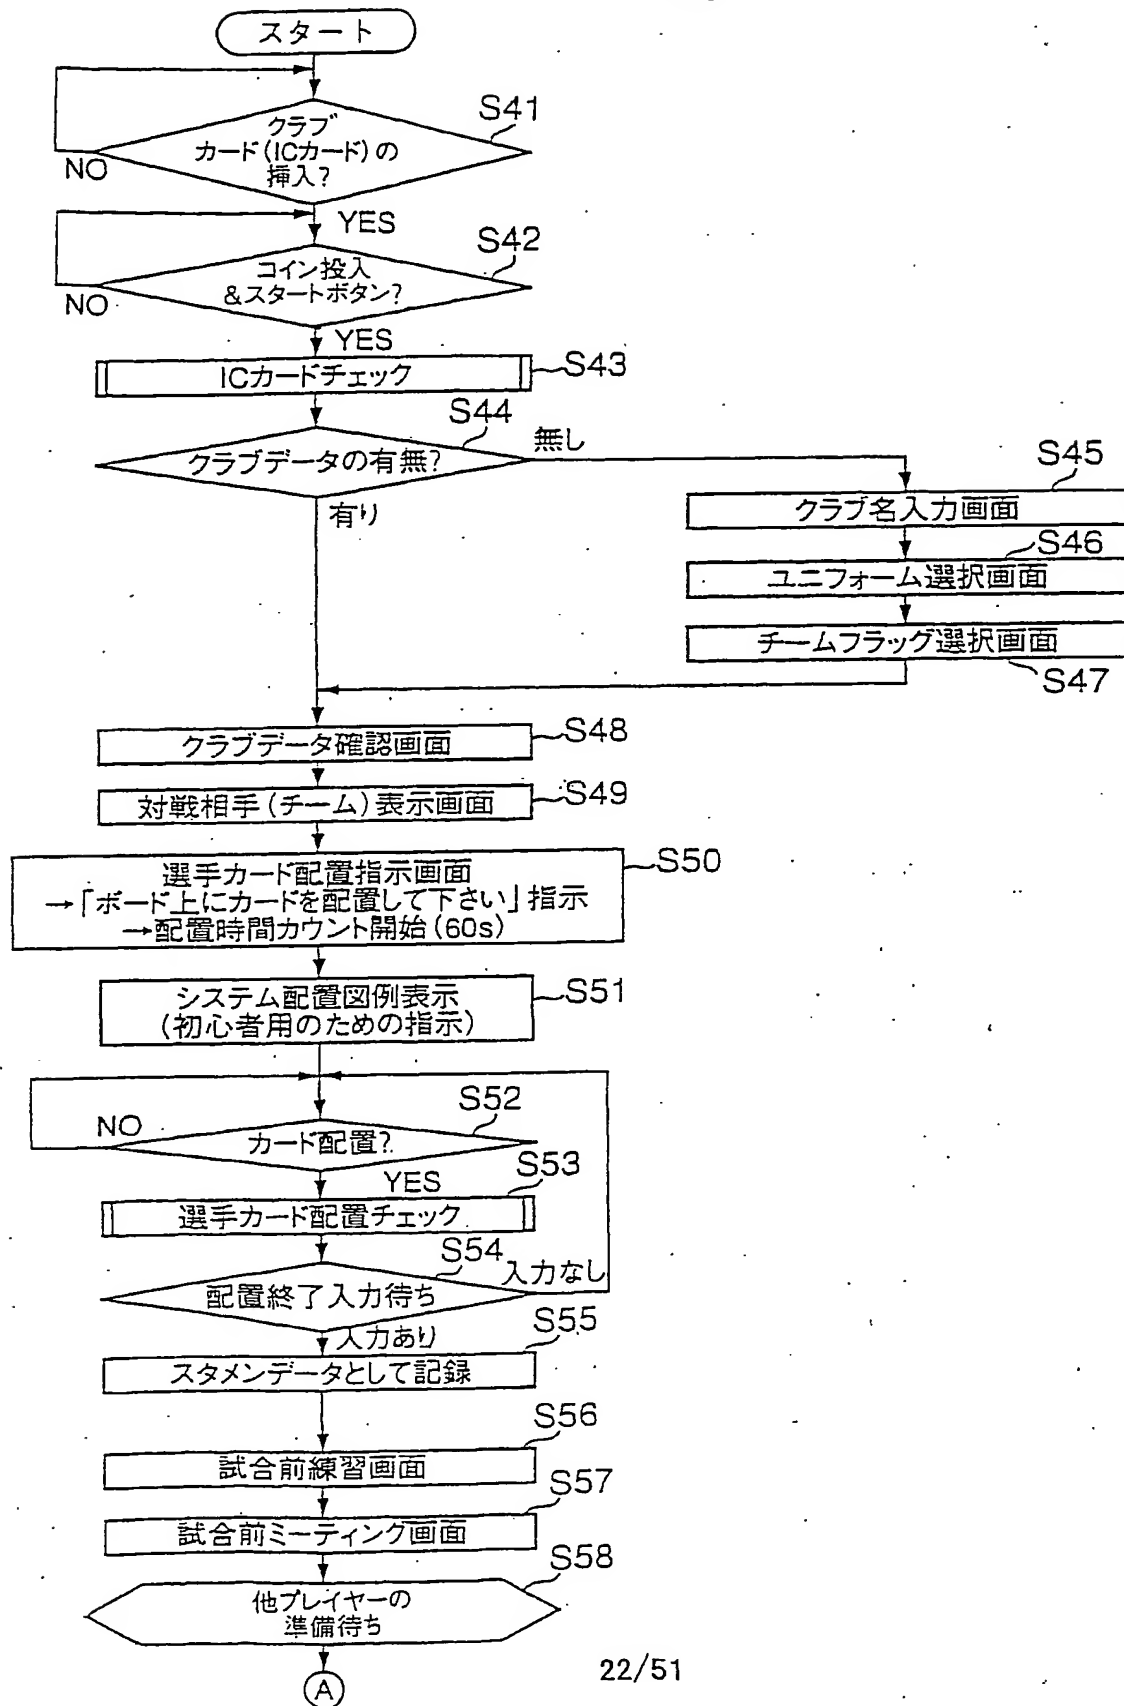 スタート
S41
クラブ
カード(ICカード)の
挿入?
NO
YES
S42
コイン投入
&スタートボタン?
NO
YES
S43
ICカードチェック
S44
クラブデータの有無?
無し
有り
S45
クラブ名入力画面
S46
ユニフォーム選択画面
チームフラッグ選択画面
S47
S48
クラブデータ確認画面
S49
対戦相手(チーム)表示画面
S50
選手カード配置指示画面
→「ボード上にカードを配置して下さい」指示
→配置時間カウント開始(60s)
S51
システム配置図例表示
(初心者用のための指示)
S52
NO
カード配置?
YES
S53
選手カード配置チェック
S54
入力なし
配置終了入力待ち
入力あり
S55
スタメンデータとして記録
S56
試合前練習画面
S57
試合前ミーティング画面
S58
他プレイヤーの
準備待ち
A
22/51